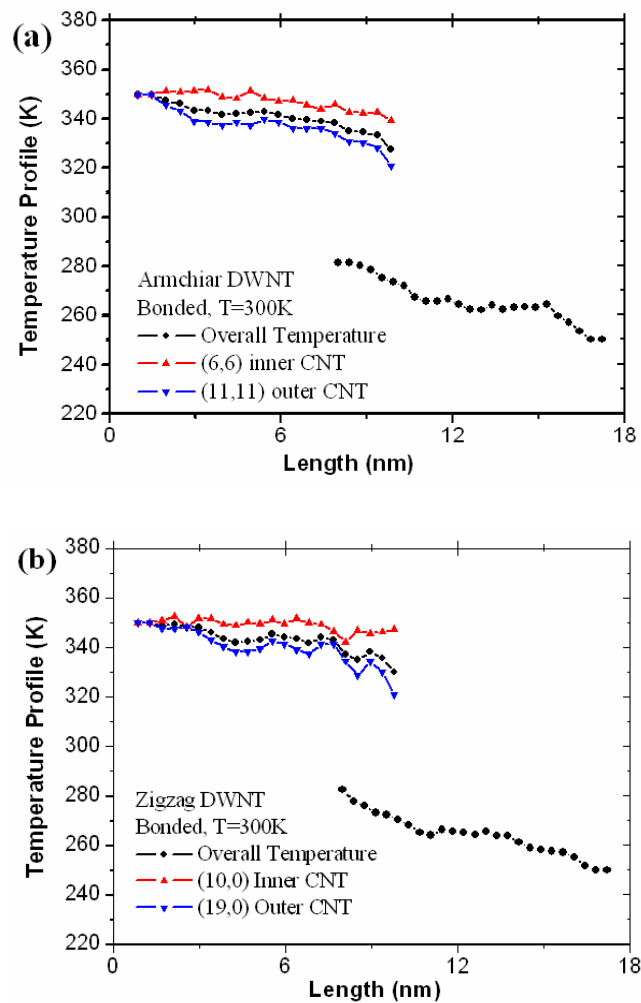 (a)
380
360
340
320
300
280
260
240
220
Temperature Profile (K)
Armchiar DWNT
Bonded, T=300K
Overall Temperature
(6,6) inner CNT
(11,11) outer CNT
0
6
12
18
Length (nm)
(b)
380
360
340
320
300
280
260
240
220
Temperature Profile (K)
Zigzag DWNT
Bonded, T=300K
Overall Temperature
(10,0) Inner CNT
(19,0) Outer CNT
0
6
12
18
Length (nm)